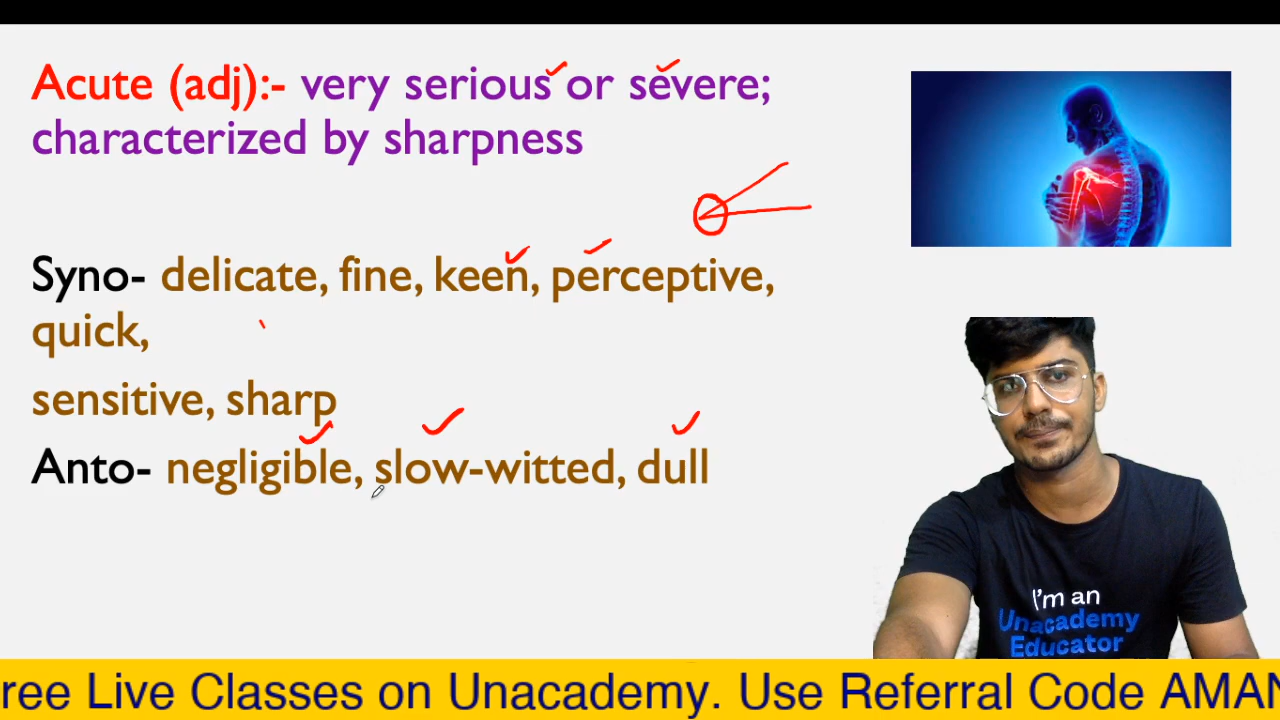 Acute (adj):- very serious or severe;
characterized by sharpness
Syno- delicate, fine, keen, perceptive,
quick,
sensitive, sharp
Anto- negligible, slow-witted, dull
I'm an
Unacademy
Educator
ree Live Classes on Unacademy. Use Referral Code AMAN